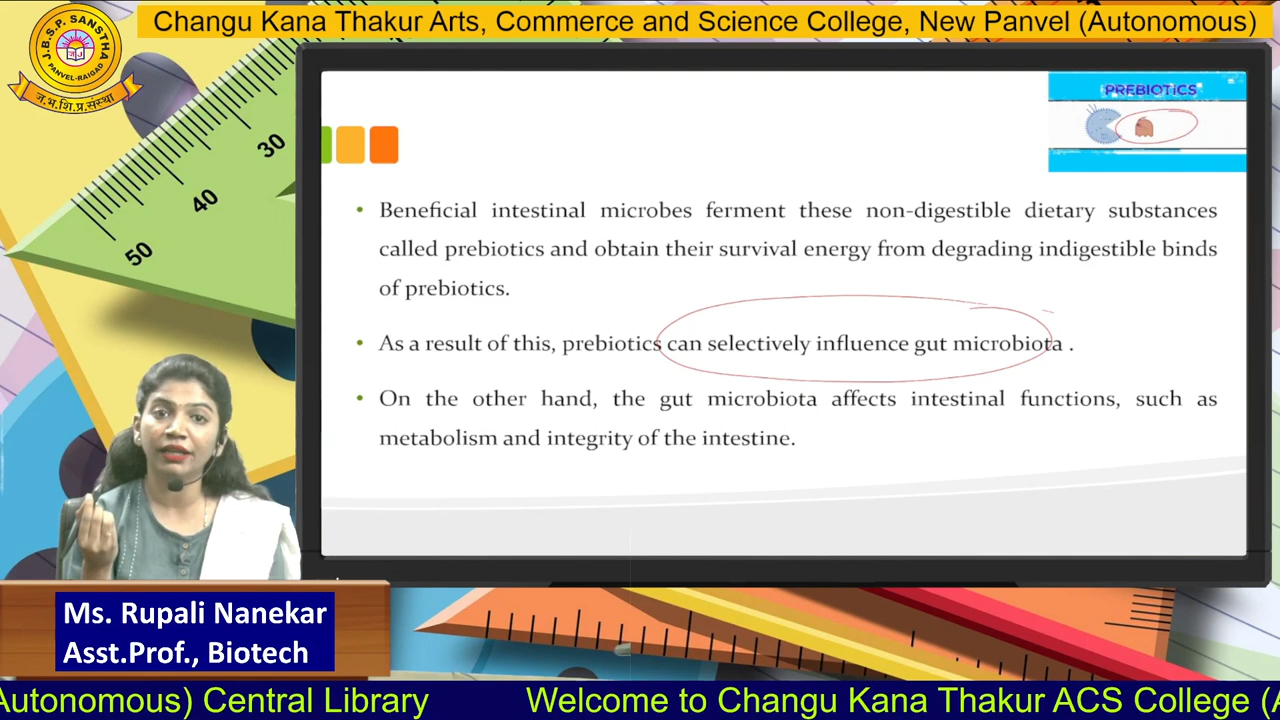 Changu Kana Thakur Arts, Commerce and Science College, New Panvel (Autonomous)
J.B.S.P. SANSTHA
PANVEL-RAIGAD
ज.भ.शि.प्र.संस्था
PREBIOTICS
30
40
50
• Beneficial intestinal microbes ferment these non-digestible dietary substances
called prebiotics and obtain their survival energy from degrading indigestible binds
of prebiotics.
• As a result of this, prebiotics can selectively influence gut microbiota .
• On the other hand, the gut microbiota affects intestinal functions, such as
metabolism and integrity of the intestine.
Ms. Rupali Nanekar
Asst.Prof., Biotech
Autonomous) Central Library Welcome to Changu Kana Thakur ACS College (A